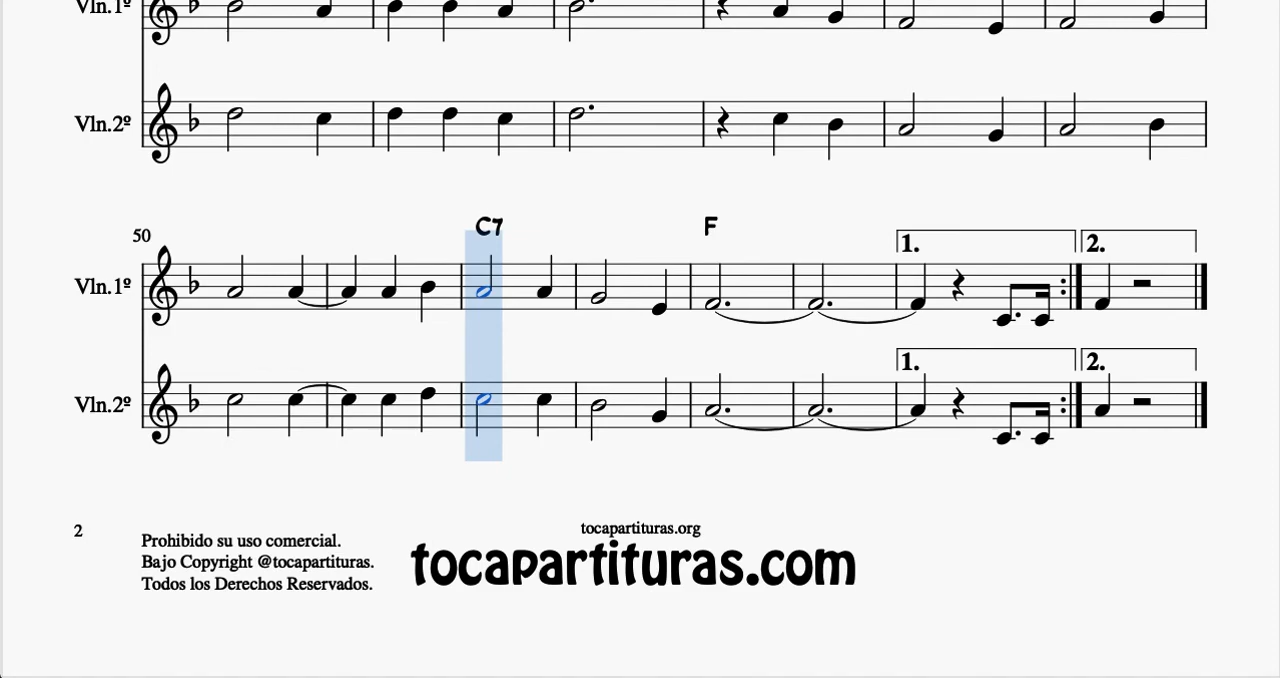 Vln.1º
Vln.2º
50
C7
F
Vln.1º
1.
2.
Vln.2º
1.
2.
2
Prohibido su uso comercial.
Bajo Copyright @tocapartituras.
Todos los Derechos Reservados.
tocapartituras.org
tocapartituras.com